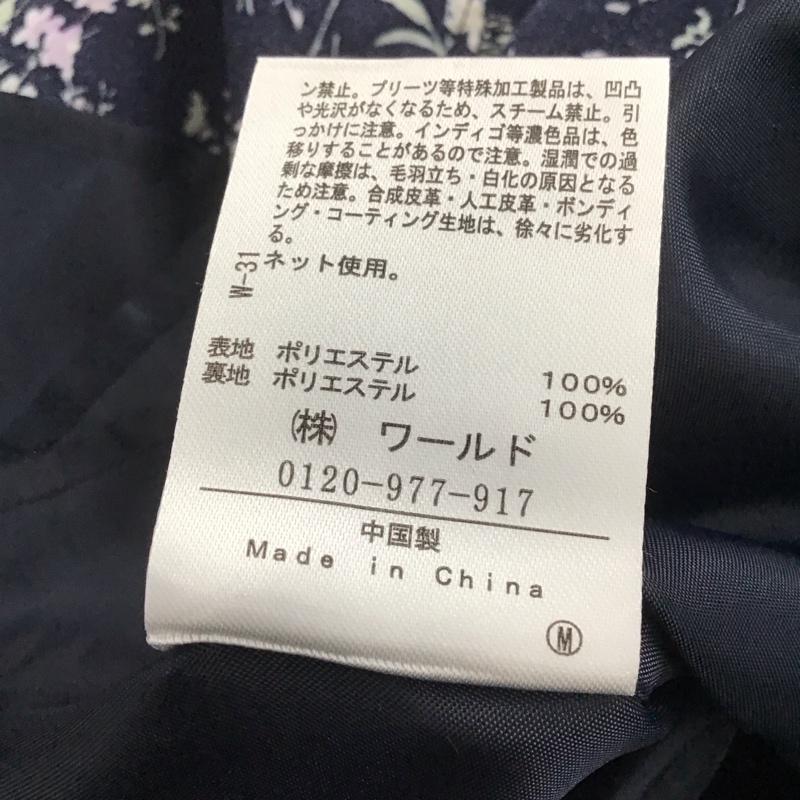 ン禁止。プリーツ等特殊加工製品は、凹凸
や光沢がなくなるため、スチーム禁止。引
っかけに注意。インディゴ等濃色品は、色
移りすることがあるので注意。湿潤での過
剰な摩擦は、毛羽立ち・白化の原因となる
ため注意。合成皮革・人工皮革・ボンディ
ング・コーティング生地は、徐々に劣化す
る。
ネット使用。
W-31
表地 ポリエステル 100%
裏地 ポリエステル 100%
㈱ ワールド
0120-977-917
中国製
Made in China
Ⓜ